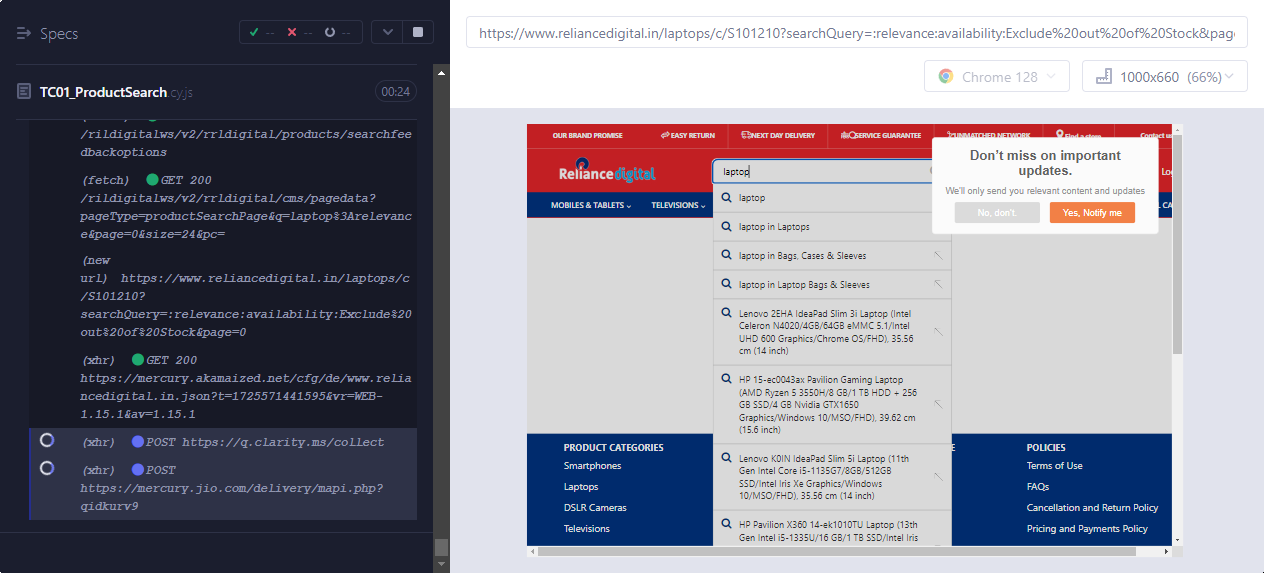 Specs
-- -- --
TC01_ProductSearch.cy.js
00:24
/rildigitalws/v2/rrldigital/products/searchfee
dbackoptions
(fetch) GET 200
/rildigitalws/v2/rrldigital/cms/pagedata?
pageType=productSearchPage&q=laptop%3Arelevanc
e&page=0&size=24&pc=
(new
url) https://www.reliancedigital.in/laptops/c
/S101210?
searchQuery=:relevance:availability:Exclude%20
out%20of%20Stock&page=0
(xhr) GET 200
https://mercury.akamaized.net/cfg/de/www.relia
ncedigital.in.json?t=1725571441595&vr=WEB-
1.15.1&av=1.15.1
(xhr) POST https://q.clarity.ms/collect
(xhr) POST
https://mercury.jio.com/delivery/mapi.php?
qidkurv9
https://www.reliancedigital.in/laptops/c/S101210?searchQuery=:relevance:availability:Exclude%20out%20of%20Stock&pag
Chrome 128
1000x660 (66%)
OUR BRAND PROMISE
EASY RETURN
NEXT DAY DELIVERY
SERVICE GUARANTEE
UNMATCHED NETWORK
Find a store
Contact us
Reliance digital
laptop
Log
Don't miss on important
updates.
We'll only send you relevant content and updates
No, don't.
Yes, Notify me
MOBILES & TABLETS
TELEVISIONS
L CA
laptop
laptop in Laptops
laptop in Bags, Cases & Sleeves
laptop in Laptop Bags & Sleeves
Lenovo 2EHA IdeaPad Slim 3i Laptop (Intel
Celeron N4020/4GB/64GB eMMC 5.1/Intel
UHD 600 Graphics/Chrome OS/FHD), 35.56
cm (14 inch)
HP 15-ec0043ax Pavilion Gaming Laptop
(AMD Ryzen 5 3550H/8 GB/1 TB HDD + 256
GB SSD/4 GB Nvidia GTX1650
Graphics/Windows 10/MSO/FHD), 39.62 cm
(15.6 inch)
Lenovo K0IN IdeaPad Slim 5i Laptop (11th
Gen Intel Core i5-1135G7/8GB/512GB
SSD/Intel Iris Xe Graphics/Windows
10/MSO/FHD), 35.56 cm (14 inch)
HP Pavilion X360 14-ek1010TU Laptop (13th
Gen Intel i5-1335U/16 GB/1 TB SSD/Intel Iris
PRODUCT CATEGORIES
Smartphones
Laptops
DSLR Cameras
Televisions
E
POLICIES
Terms of Use
FAQs
Cancellation and Return Policy
Pricing and Payments Policy